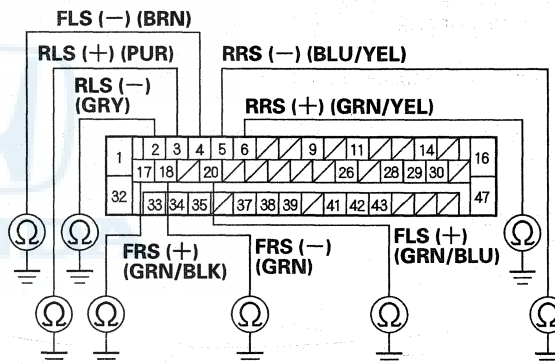 FLS (−) (BRN)
RLS (+) (PUR)
RRS (−) (BLU/YEL)
RLS (−)
(GRY)
RRS (+) (GRN/YEL)
1 2 3 4 5 6 9 11 14 16
17 18 20 26 28 29 30
32 33 34 35 37 38 39 41 42 43 47
FRS (+)
(GRN/BLK)
FRS (−)
(GRN)
FLS (+)
(GRN/BLU)
Ω Ω Ω
Ω Ω Ω Ω Ω